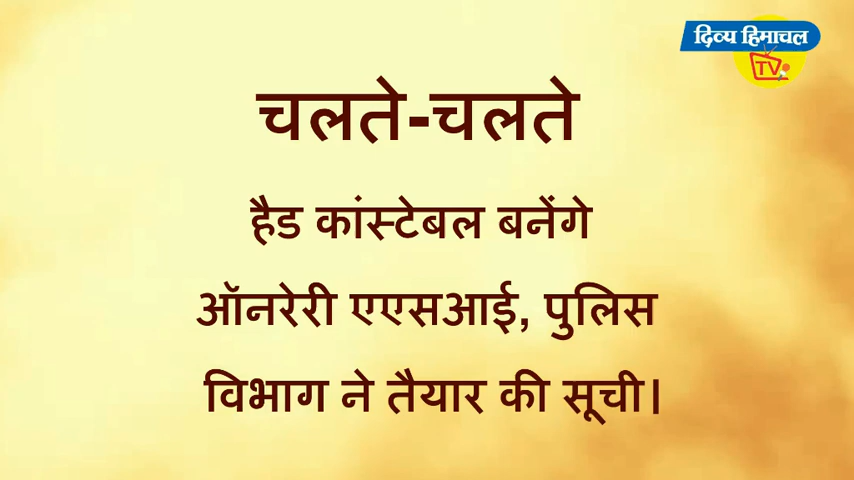 दिव्य हिमाचल
TV
चलते-चलते
हैड कांस्टेबल बनेंगे
ऑनरेरी एएसआई, पुलिस
विभाग ने तैयार की सूची।